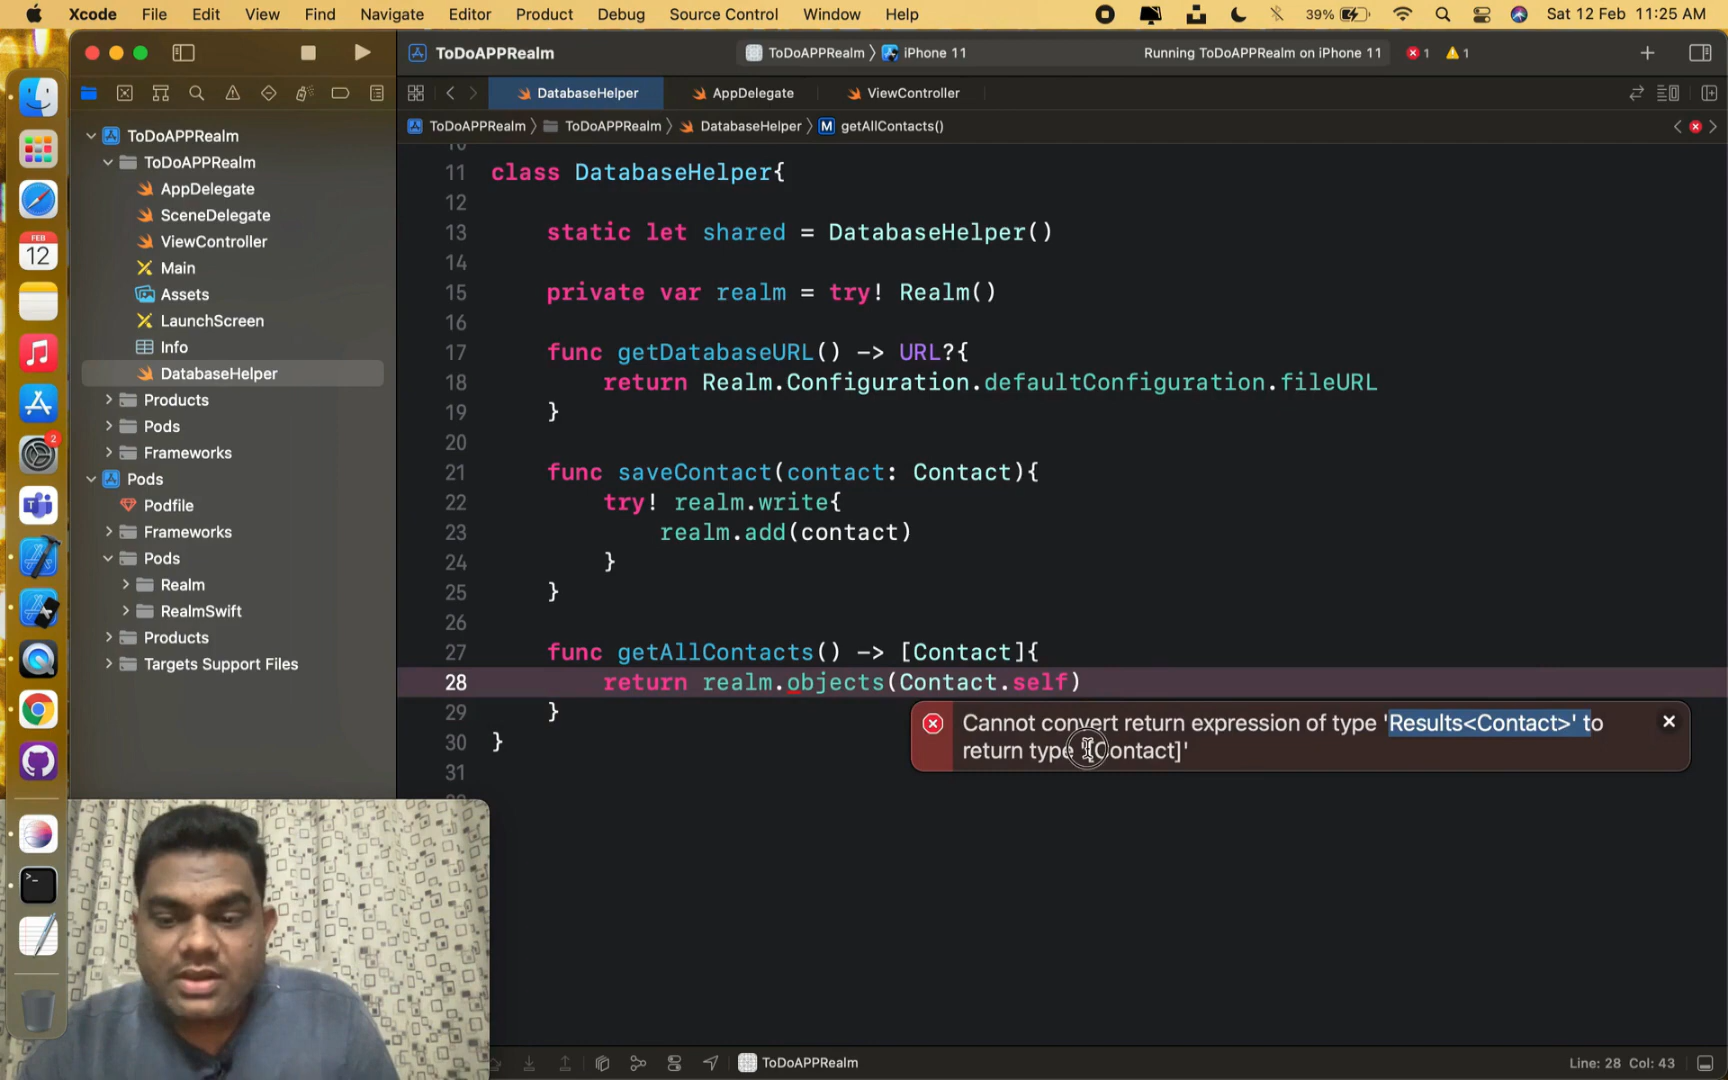 Xcode File Edit View Find Navigate Editor Product Debug Source Control Window Help 39% Sat 12 Feb 11:25 AM
ToDoAPPRealm ToDoAPPRealm iPhone 11 Running ToDoAPPRealm on iPhone 11 1 1
DatabaseHelper AppDelegate ViewController
ToDoAPPRealm ToDoAPPRealm DatabaseHelper M getAllContacts()
ToDoAPPRealm
ToDoAPPRealm
AppDelegate
SceneDelegate
ViewController
Main
Assets
LaunchScreen
Info
DatabaseHelper
Products
Pods
Frameworks
Pods
Podfile
Frameworks
Pods
Realm
RealmSwift
Products
Targets Support Files
FEB
12
2
10
11 class DatabaseHelper{
12
13 static let shared = DatabaseHelper()
14
15 private var realm = try! Realm()
16
17 func getDatabaseURL() -> URL?{
18 return Realm.Configuration.defaultConfiguration.fileURL
19 }
20
21 func saveContact(contact: Contact){
22 try! realm.write{
23 realm.add(contact)
24 }
25 }
26
27 func getAllContacts() -> [Contact]{
28 return realm.objects(Contact.self)
29 }
30 }
31
Cannot convert return expression of type 'Results<Contact>' to
return type '[Contact]'
ToDoAPPRealm
Line: 28 Col: 43